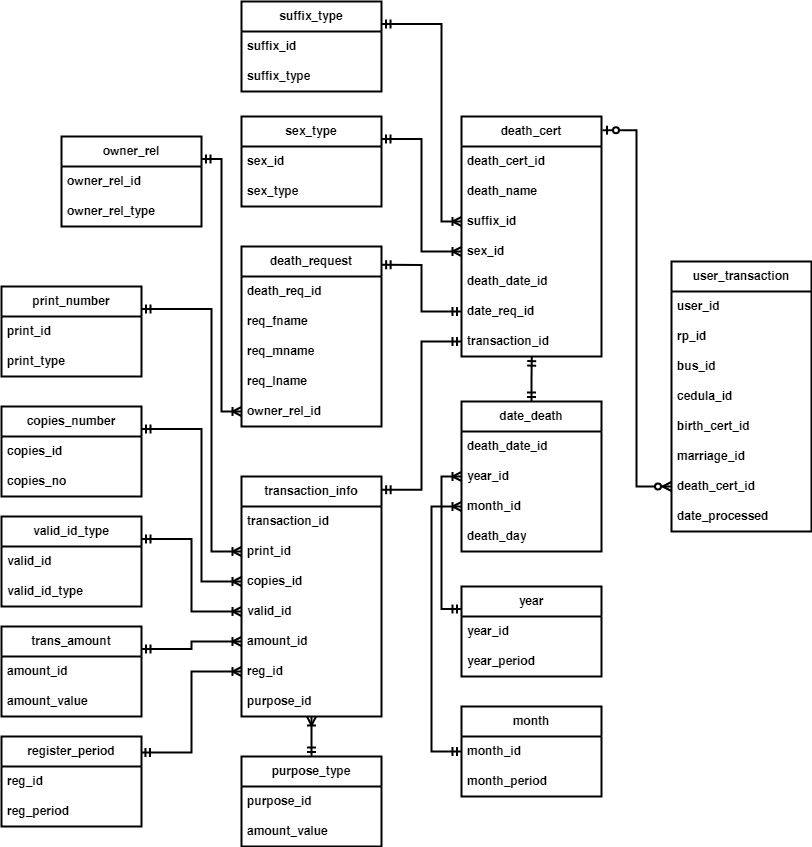 suffix_type
suffix_id
suffix_type
sex_type
sex_id
sex_type
owner_rel
owner_rel_id
owner_rel_type
death_request
death_req_id
req_fname
req_mname
req_lname
owner_rel_id
print_number
print_id
print_type
copies_number
copies_id
copies_no
valid_id_type
valid_id
valid_id_type
trans_amount
amount_id
amount_value
register_period
reg_id
reg_period
transaction_info
transaction_id
print_id
copies_id
valid_id
amount_id
reg_id
purpose_id
purpose_type
purpose_id
amount_value
death_cert
death_cert_id
death_name
suffix_id
sex_id
death_date_id
date_req_id
transaction_id
date_death
death_date_id
year_id
month_id
death_day
year
year_id
year_period
month
month_id
month_period
user_transaction
user_id
rp_id
bus_id
cedula_id
birth_cert_id
marriage_id
death_cert_id
date_processed